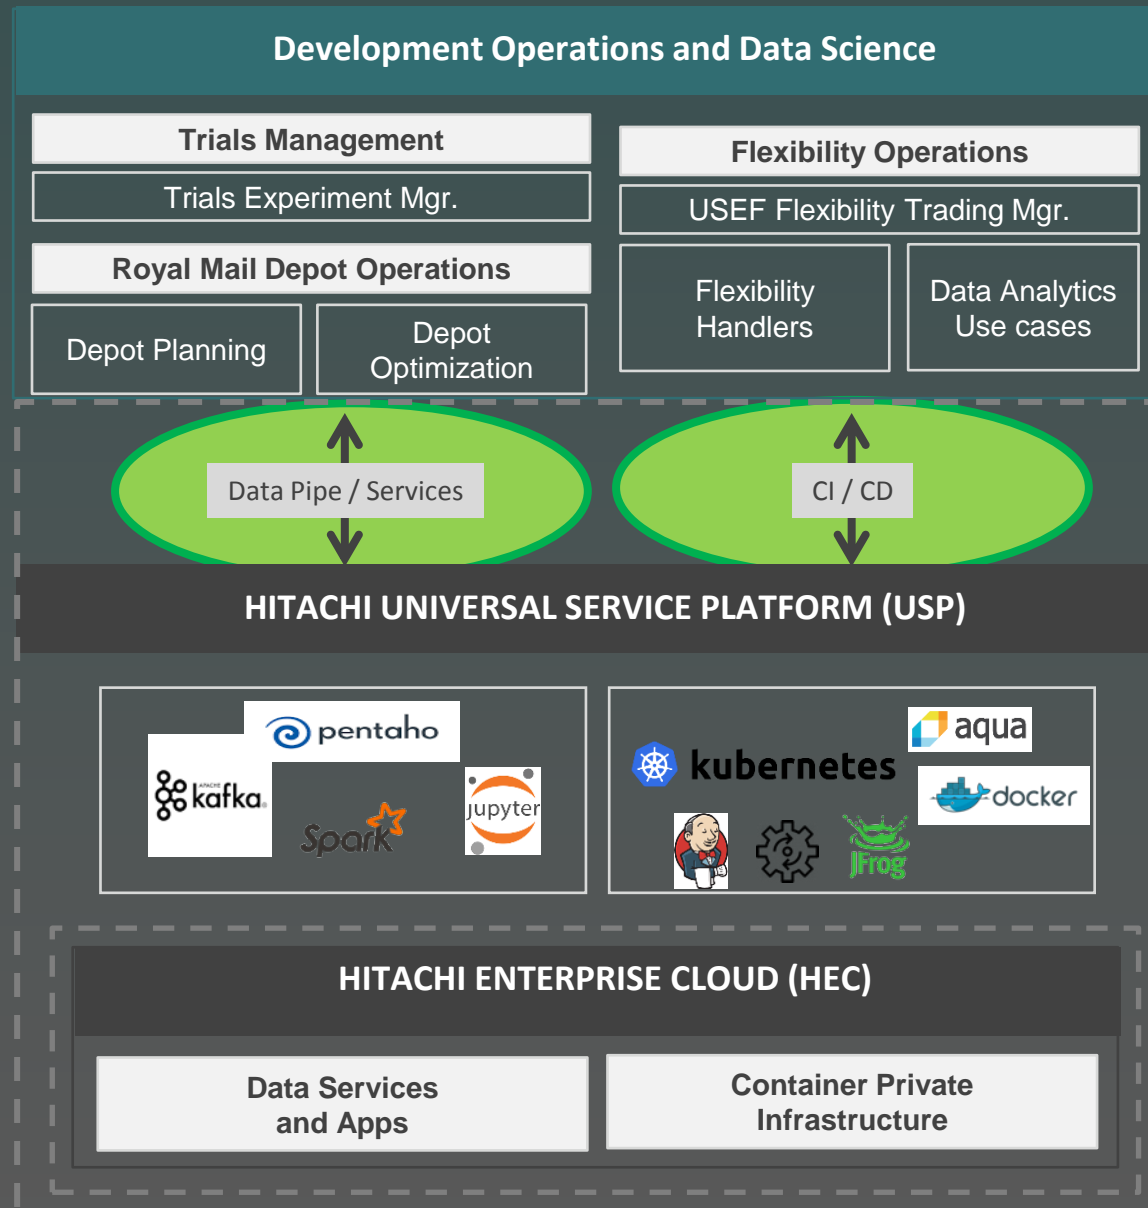 Development Operations and Data Science
Trials Management
Trials Experiment Mgr.
Royal Mail Depot Operations
Depot Planning
Depot
Optimization
Flexibility Operations
USEF Flexibility Trading Mgr.
Flexibility
Handlers
Data Analytics
Use cases
Data Pipe / Services
CI / CD
HITACHI UNIVERSAL SERVICE PLATFORM (USP)
pentaho
APACHE
kafka
Spark
jupyter
kubernetes
aqua
docker
JFrog
HITACHI ENTERPRISE CLOUD (HEC)
Data Services
and Apps
Container Private
Infrastructure